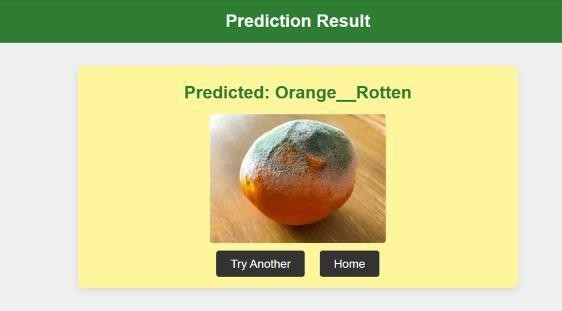 Prediction Result
Predicted: Orange__Rotten
Try Another
Home